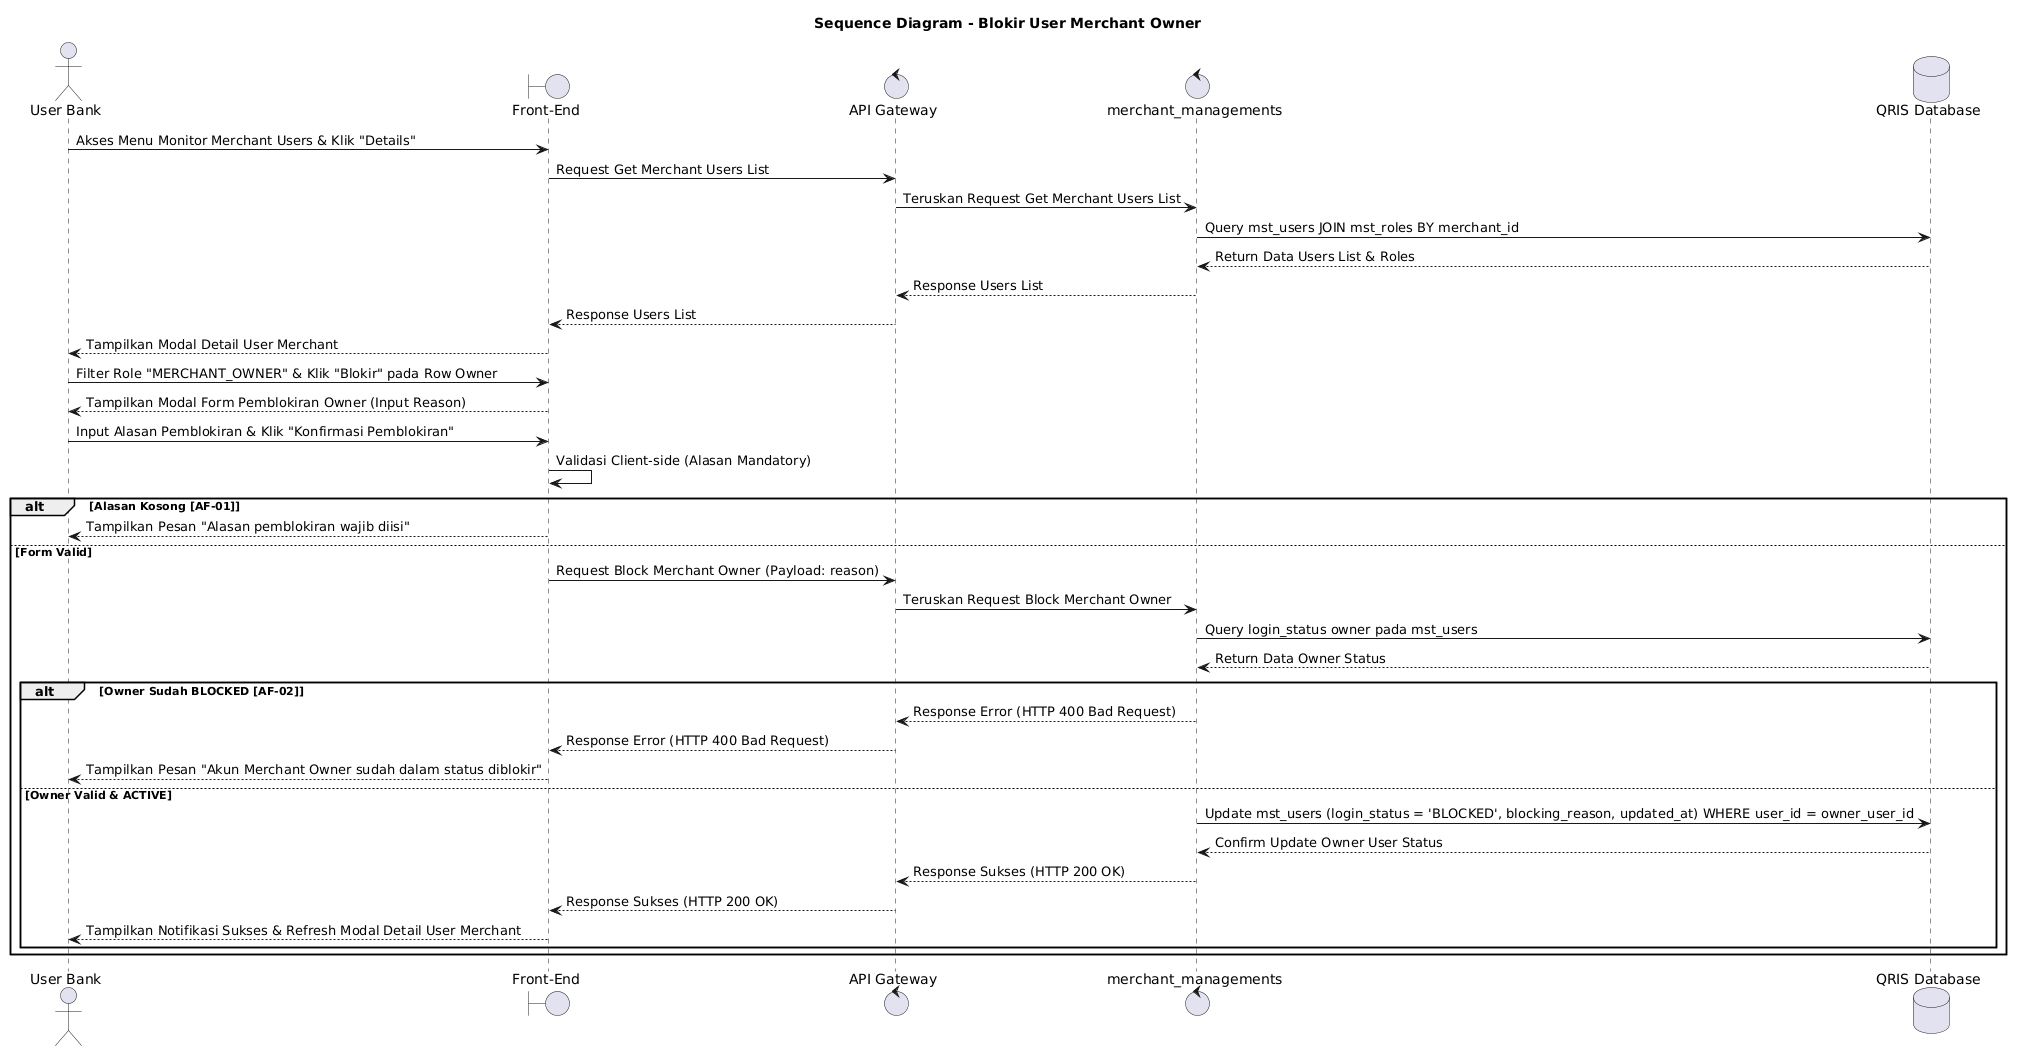 Sequence Diagram - Blokir User Merchant Owner
User Bank
Front-End
API Gateway
merchant_managements
QRIS Database
Akses Menu Monitor Merchant Users & Klik "Details"
Request Get Merchant Users List
Teruskan Request Get Merchant Users List
Query mst_users JOIN mst_roles BY merchant_id
Return Data Users List & Roles
Response Users List
Response Users List
Tampilkan Modal Detail User Merchant
Filter Role "MERCHANT_OWNER" & Klik "Blokir" pada Row Owner
Tampilkan Modal Form Pemblokiran Owner (Input Reason)
Input Alasan Pemblokiran & Klik "Konfirmasi Pemblokiran"
Validasi Client-side (Alasan Mandatory)
alt [Alasan Kosong [AF-01]]
Tampilkan Pesan "Alasan pemblokiran wajib diisi"
[Form Valid]
Request Block Merchant Owner (Payload: reason)
Teruskan Request Block Merchant Owner
Query login_status owner pada mst_users
Return Data Owner Status
alt [Owner Sudah BLOCKED [AF-02]]
Response Error (HTTP 400 Bad Request)
Response Error (HTTP 400 Bad Request)
Tampilkan Pesan "Akun Merchant Owner sudah dalam status diblokir"
[Owner Valid & ACTIVE]
Update mst_users (login_status = 'BLOCKED', blocking_reason, updated_at) WHERE user_id = owner_user_id
Confirm Update Owner User Status
Response Sukses (HTTP 200 OK)
Response Sukses (HTTP 200 OK)
Tampilkan Notifikasi Sukses & Refresh Modal Detail User Merchant
User Bank
Front-End
API Gateway
merchant_managements
QRIS Database